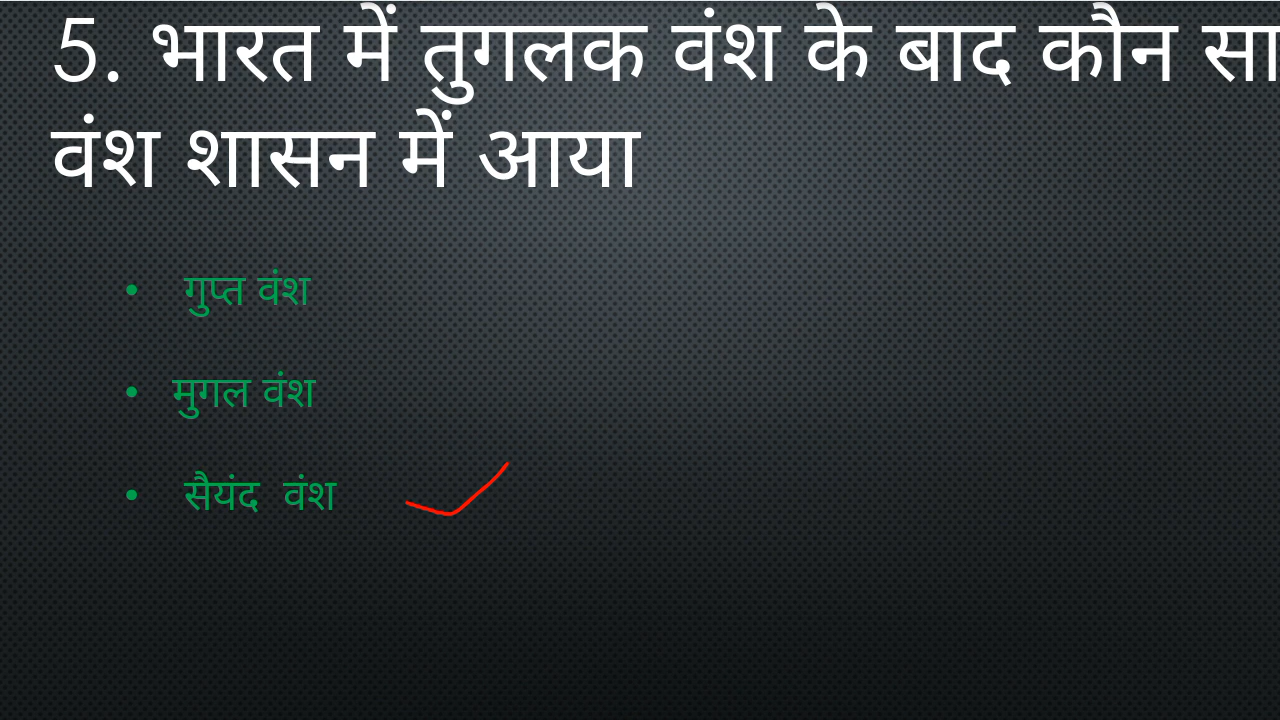 5. भारत में तुगलक वंश के बाद कौन सा
वंश शासन में आया
• गुप्त वंश
• मुगल वंश
• सैयंद वंश